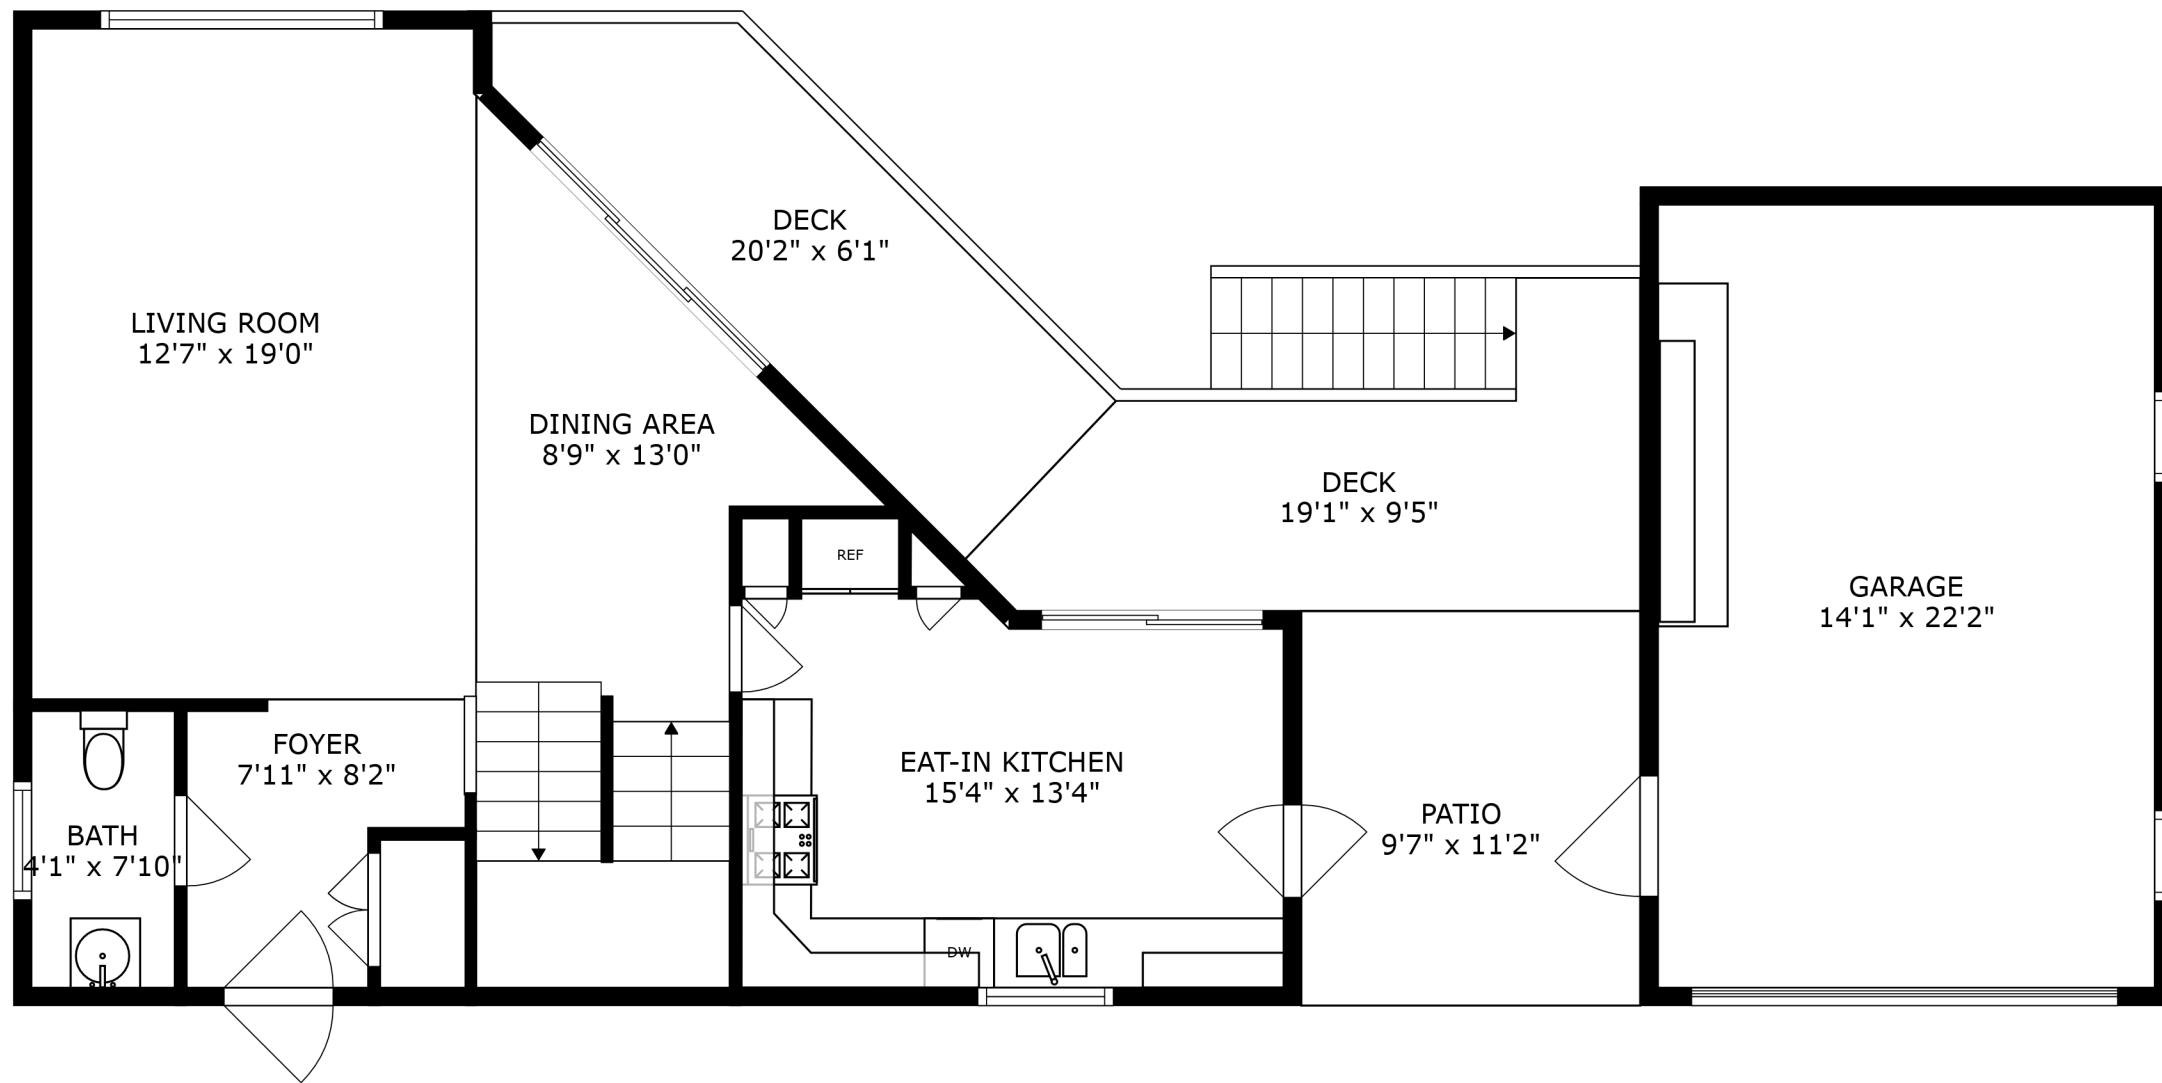 DECK
20'2" x 6'1"
LIVING ROOM
12'7" x 19'0"
DINING AREA
8'9" x 13'0"
DECK
19'1" x 9'5"
REF
GARAGE
14'1" x 22'2"
FOYER
7'11" x 8'2"
EAT-IN KITCHEN
15'4" x 13'4"
PATIO
9'7" x 11'2"
BATH
4'1" x 7'10"
DW